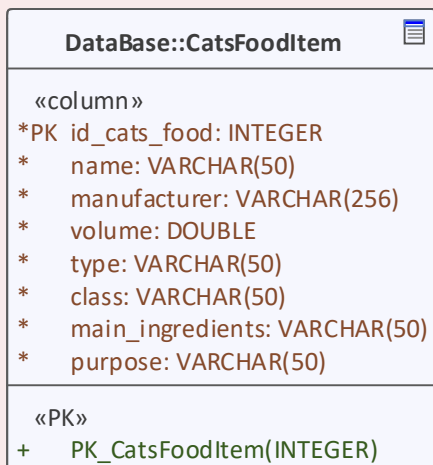 DataBase::CatsFoodItem
«column»
*PK id_cats_food: INTEGER
* name: VARCHAR(50)
* manufacturer: VARCHAR(256)
* volume: DOUBLE
* type: VARCHAR(50)
* class: VARCHAR(50)
* main_ingredients: VARCHAR(50)
* purpose: VARCHAR(50)
«PK»
+ PK_CatsFoodItem(INTEGER)